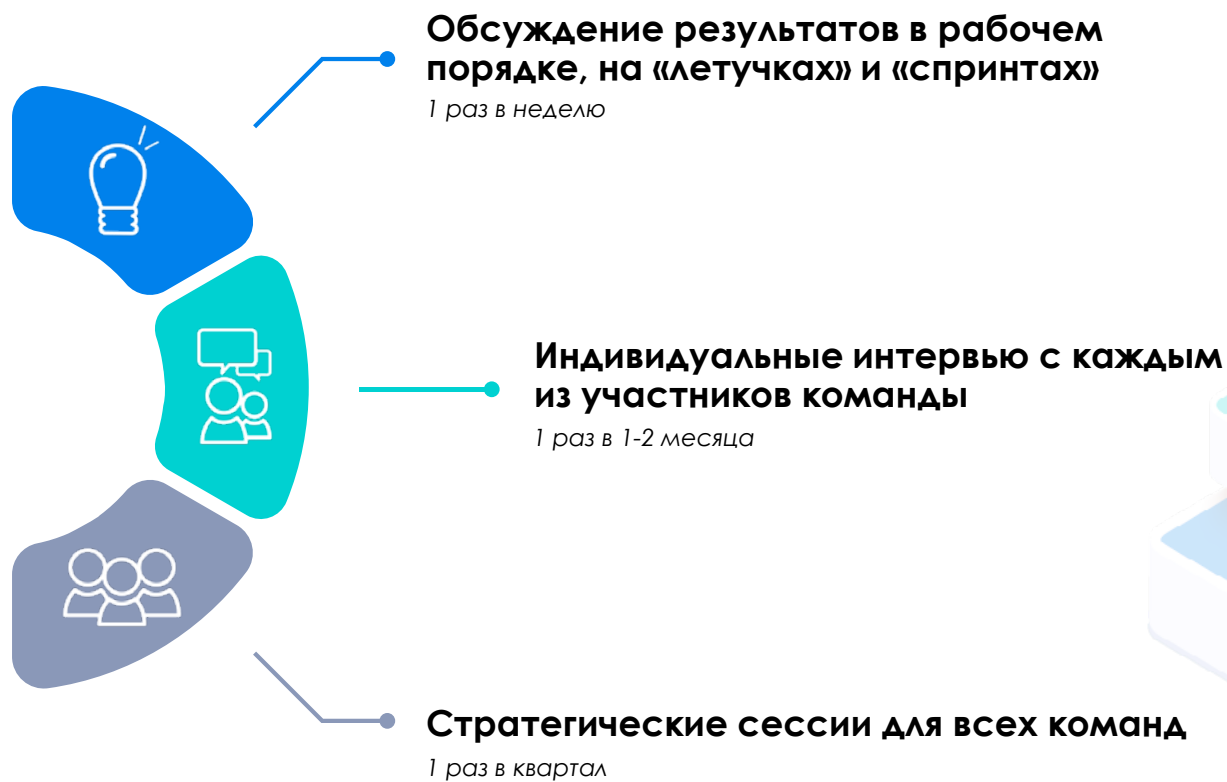 Обсуждение результатов в рабочем
порядке, на «летучках» и «спринтах»
1 раз в неделю
Индивидуальные интервью с каждым
из участников команды
1 раз в 1-2 месяца
Стратегические сессии для всех команд
1 раз в квартал